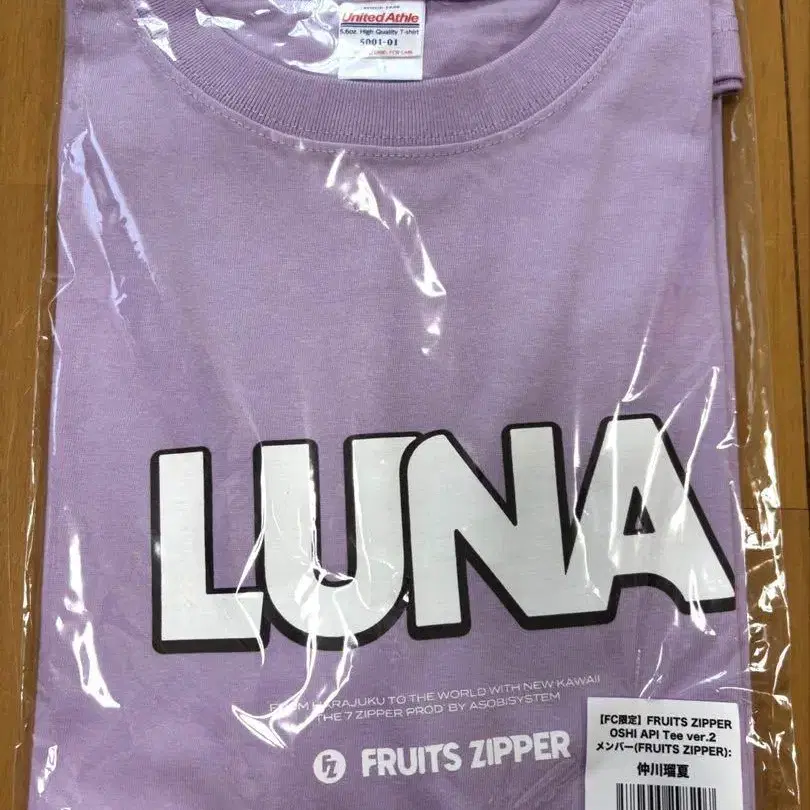 United Athle
5.6oz. High Quality T-shirt
5001-01
LUNA
FROM HARAJUKU TO THE WORLD WITH NEW KAWAII
THE 7 ZIPPER PROD BY ASOBISYSTEM
FZ FRUITS ZIPPER
【FC限定】FRUITS ZIPPER
OSHI API Tee ver.2
メンバー(FRUITS ZIPPER):
仲川瑠夏